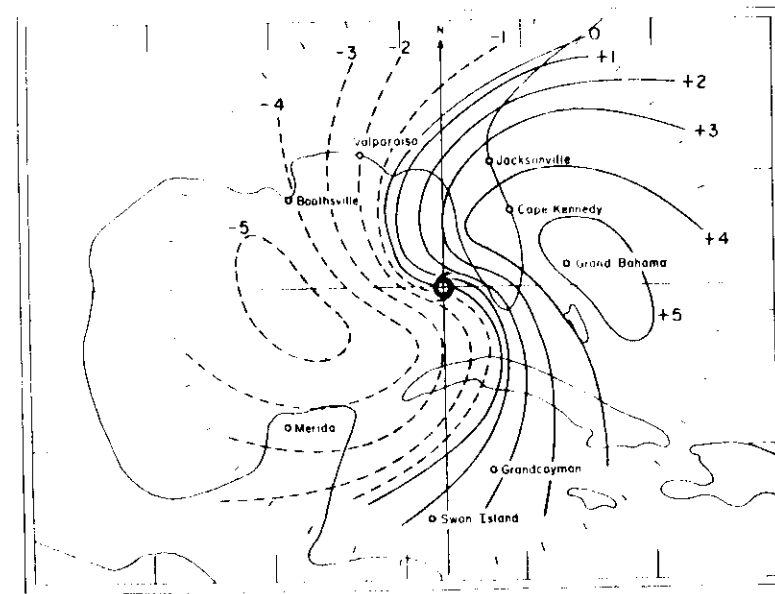 N
-1
0
-2
+1
-3
+2
-4
+3
Valparaiso
Jacksonville
Boothsville
Cape Kennedy
-5
+4
Grand Bahama
+5
Merida
Grandcayman
Swan Island